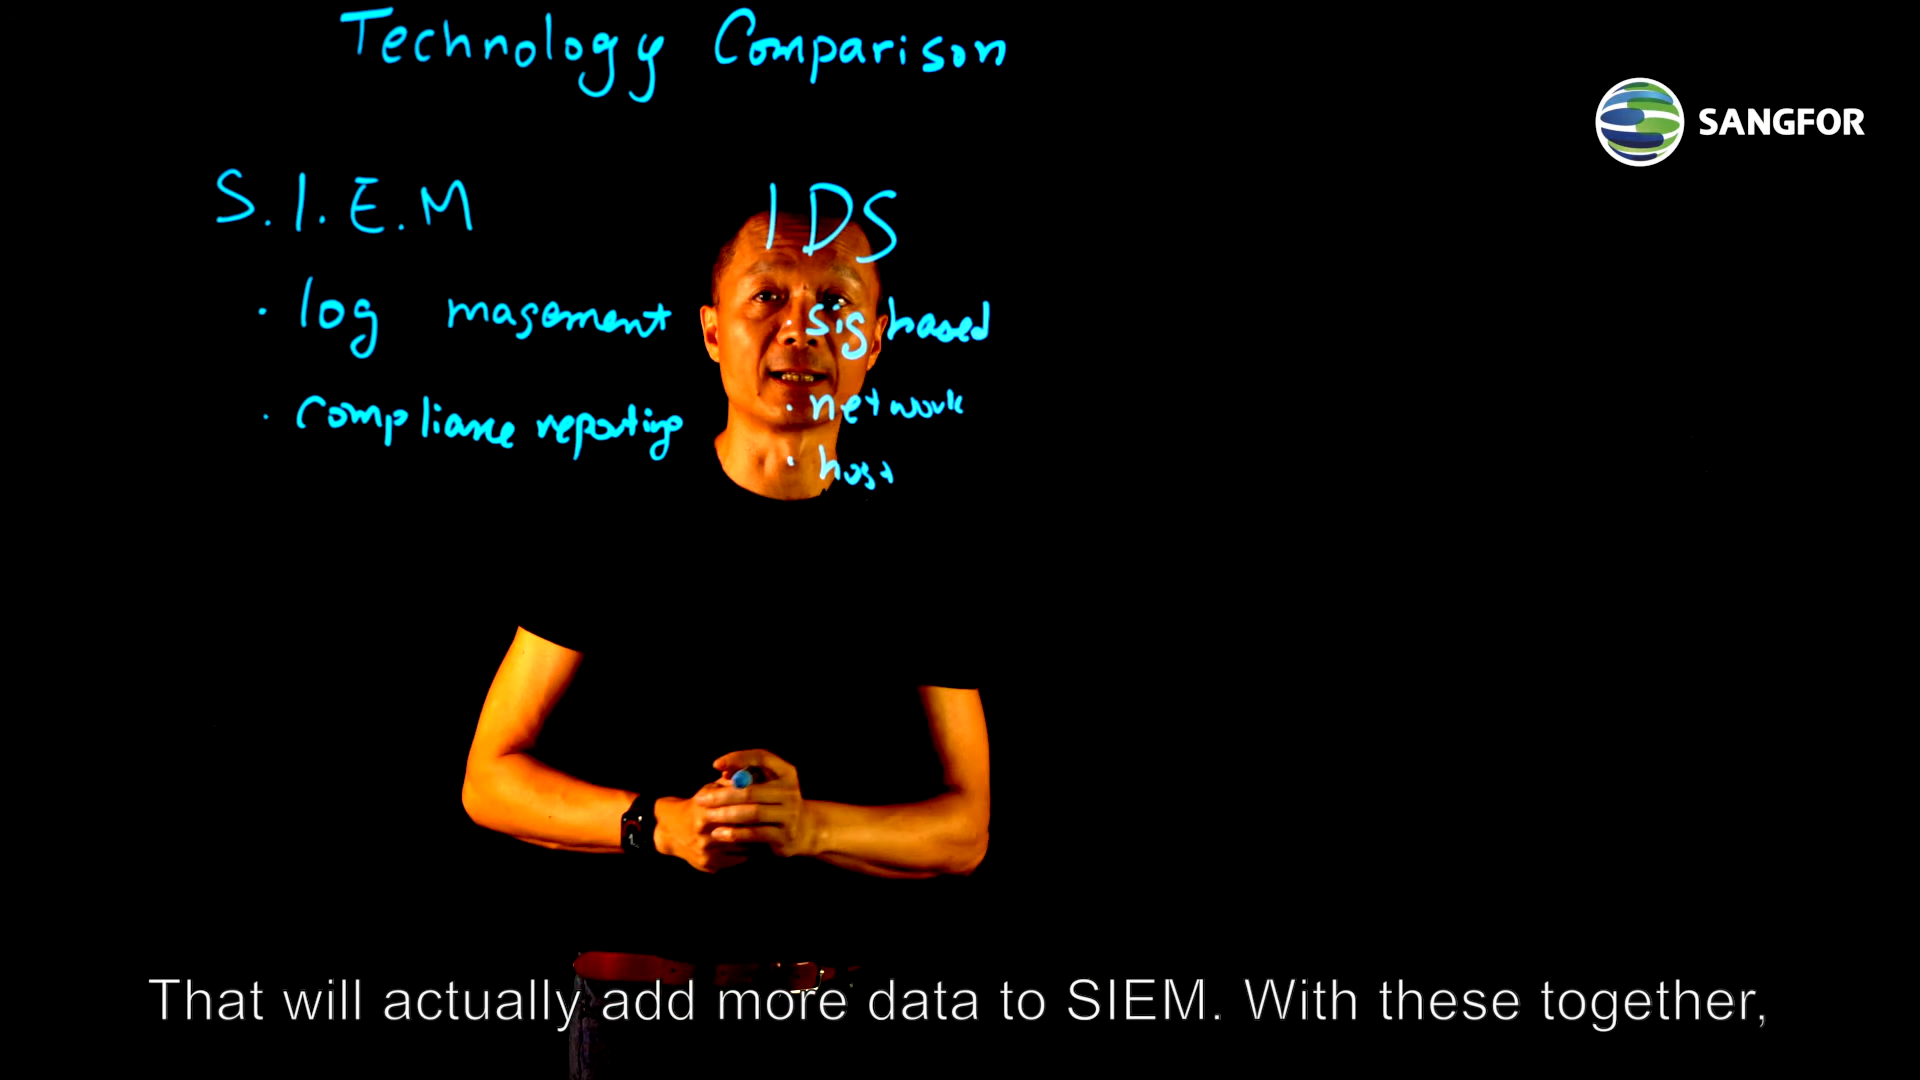 Technology Comparison
SANGFOR
S.I.E.M
• log magement
• compliance reporting
IDS
• sig based
• network
• host
That will actually add more data to SIEM. With these together,